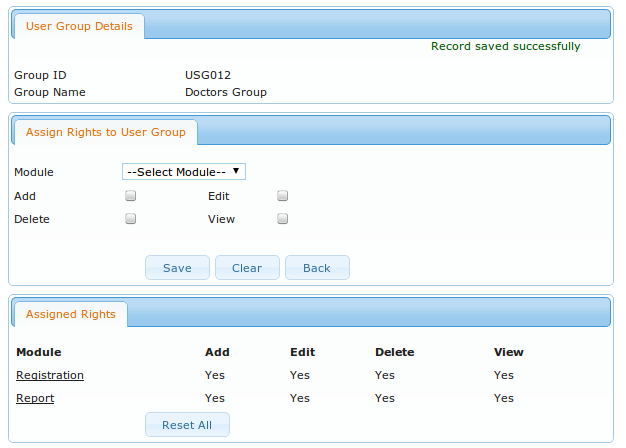 User Group Details
Record saved successfully
Group ID USG012
Group Name Doctors Group
Assign Rights to User Group
Module --Select Module--
Add Edit
Delete View
Save Clear Back
Assigned Rights
Module Add Edit Delete View
Registration Yes Yes Yes Yes
Report Yes Yes Yes Yes
Reset All